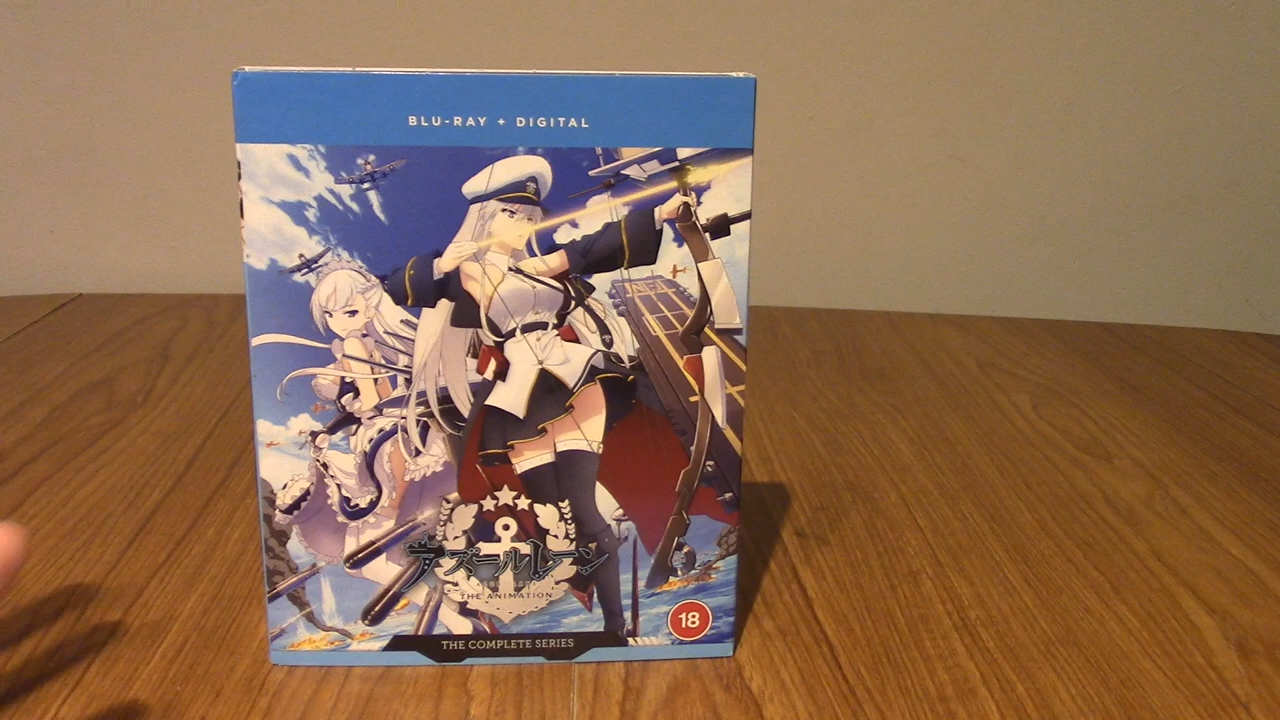 BLU-RAY + DIGITAL
アズールレーン
THE ANIMATION
THE COMPLETE SERIES
18